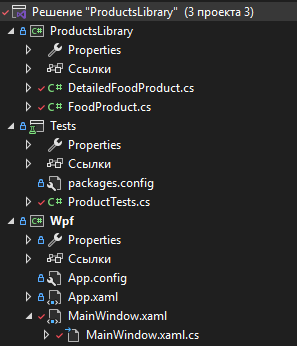 Решение "ProductsLibrary" (3 проекта 3)
C# ProductsLibrary
Properties
Ссылки
C# DetailedFoodProduct.cs
C# FoodProduct.cs
Tests
Properties
Ссылки
packages.config
C# ProductTests.cs
C# Wpf
Properties
Ссылки
App.config
App.xaml
MainWindow.xaml
MainWindow.xaml.cs